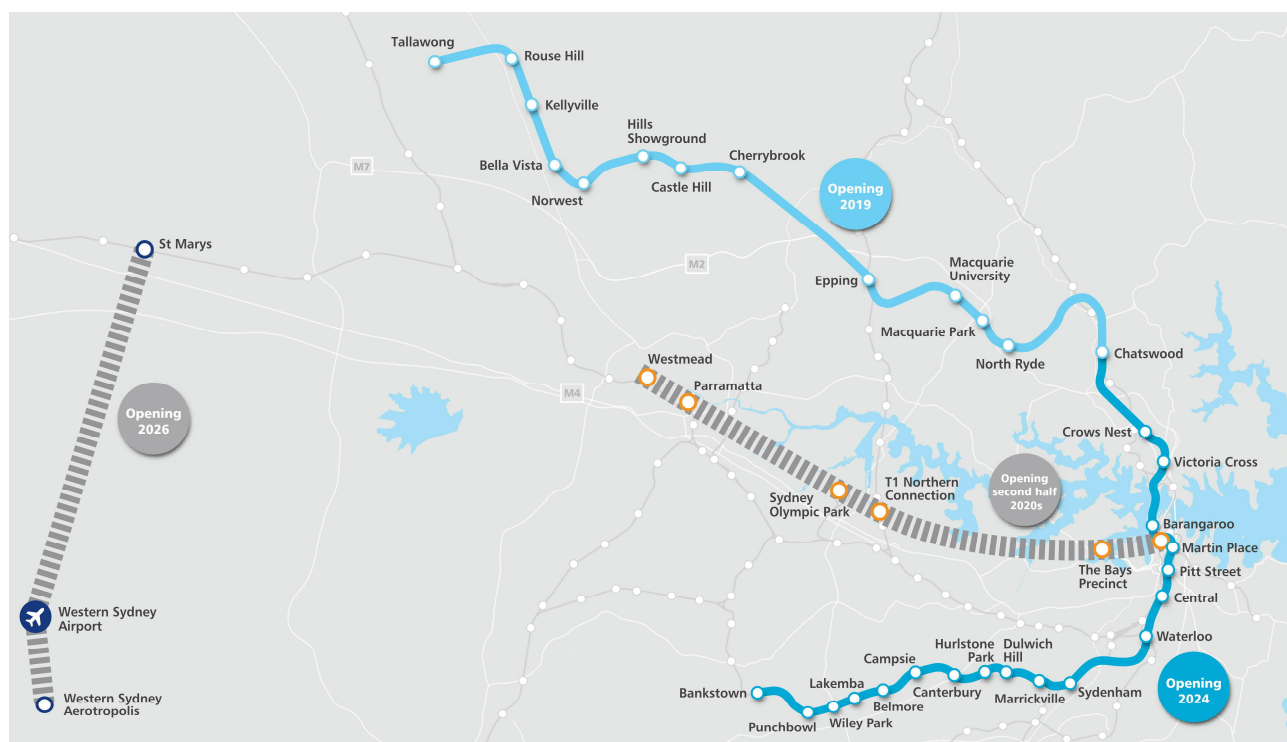 Tallawong
Rouse Hill
Kellyville
Bella Vista
Norwest
Hills
Showground
Castle Hill
Cherrybrook
Opening
2019
M7
St Marys
M2
Epping
Macquarie
University
Macquarie Park
North Ryde
Chatswood
Westmead
Parramatta
M4
Opening
2026
Crows Nest
Victoria Cross
Sydney
Olympic Park
T1 Northern
Connection
Opening
second half
2020s
Barangaroo
Martin Place
The Bays
Precinct
Pitt Street
Central
Western Sydney
Airport
Waterloo
Western Sydney
Aerotropolis
Bankstown
Punchbowl
Lakemba
Wiley Park
Belmore
Campsie
Canterbury
Hurlstone
Park
Dulwich
Hill
Marrickville
Sydenham
Opening
2024